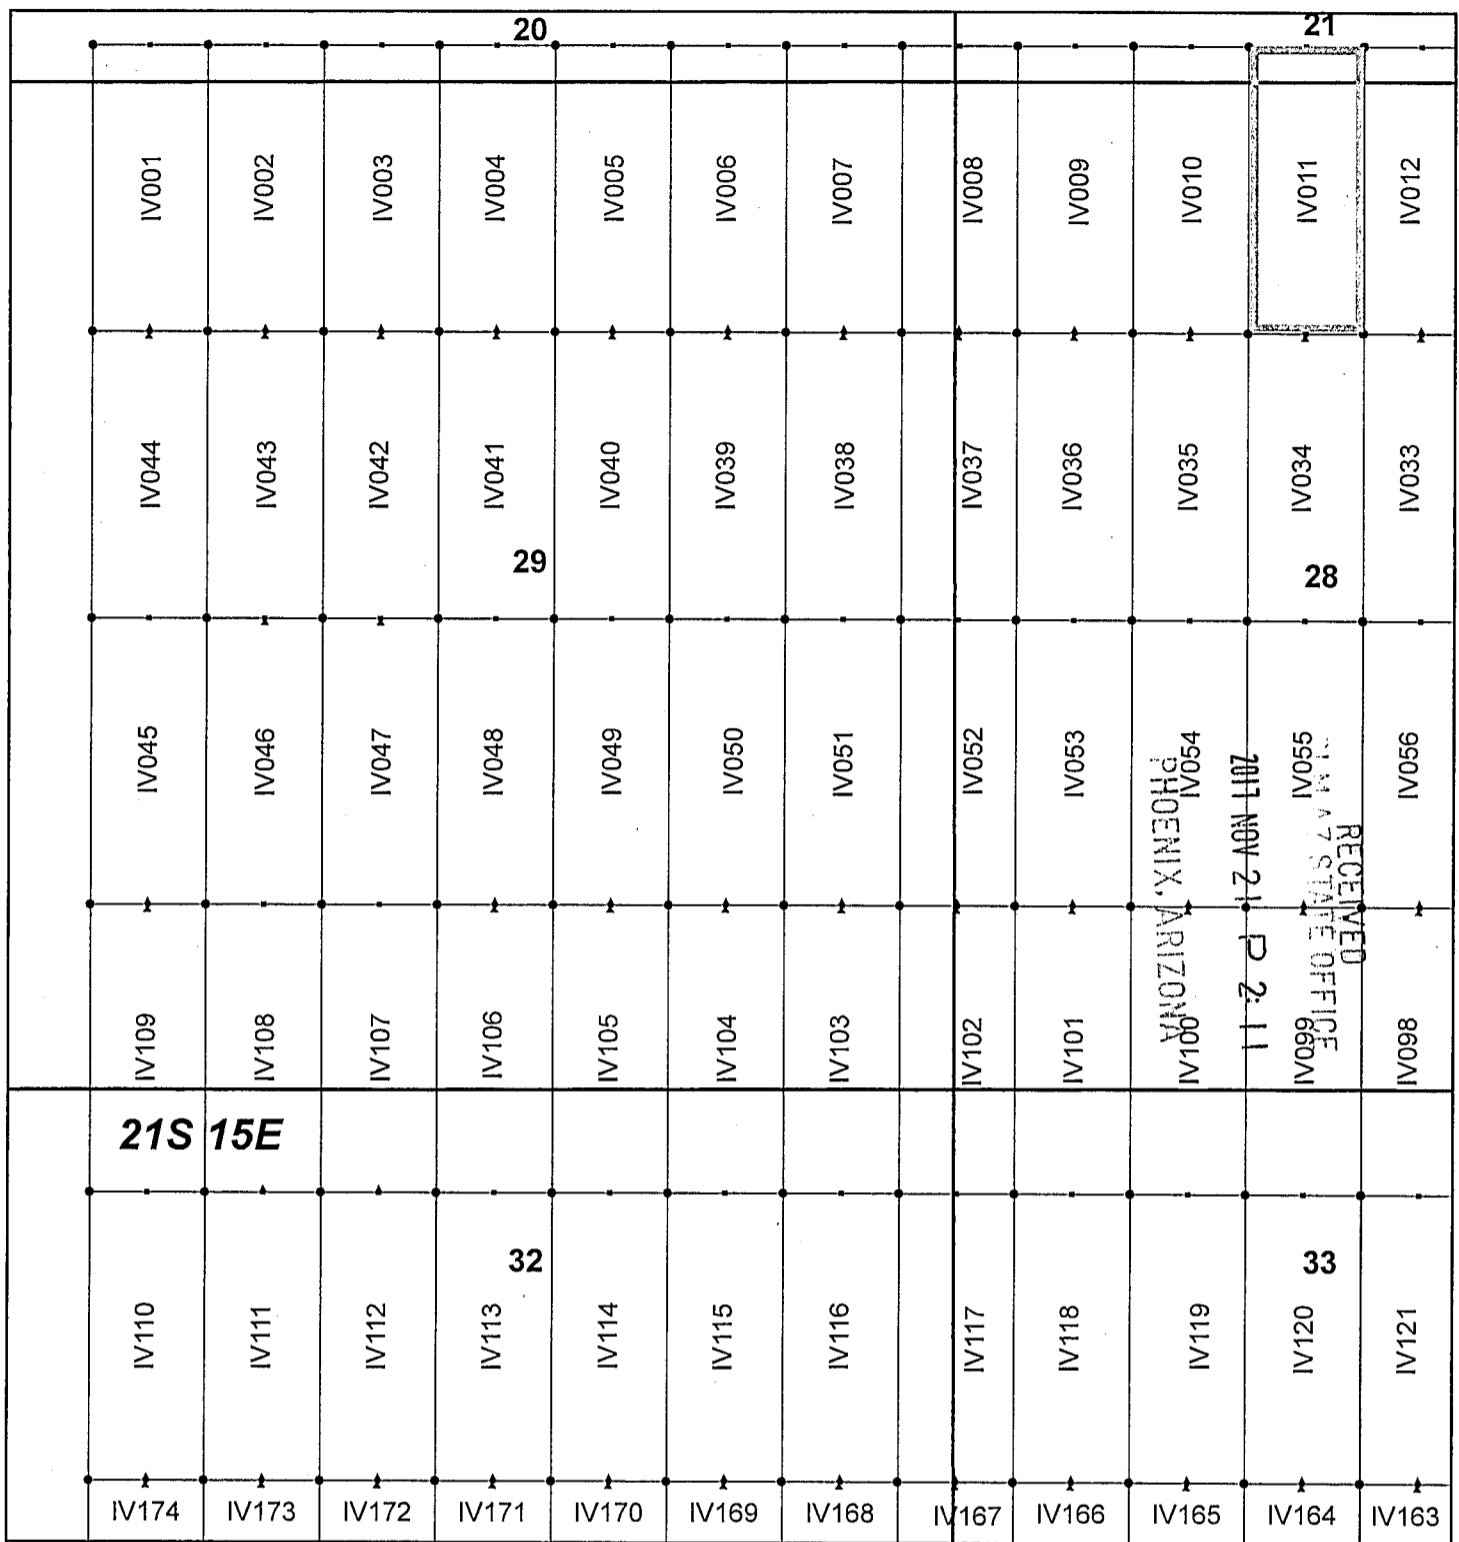 20 21
IV001 IV002 IV003 IV004 IV005 IV006 IV007 IV008 IV009 IV010 IV011 IV012
IV044 IV043 IV042 IV041 IV040 IV039 IV038 IV037 IV036 IV035 IV034 IV033
29 28
IV045 IV046 IV047 IV048 IV049 IV050 IV051 IV052 IV053 IV054 IV055 IV056
RECEIVED
STATE OFFICE
2017 NOV 21 P 2:11
PHOENIX, ARIZONA
IV109 IV108 IV107 IV106 IV105 IV104 IV103 IV102 IV101 IV100 IV099 IV098
21S 15E
32 33
IV110 IV111 IV112 IV113 IV114 IV115 IV116 IV117 IV118 IV119 IV120 IV121
IV174 IV173 IV172 IV171 IV170 IV169 IV168 IV167 IV166 IV165 IV164 IV163